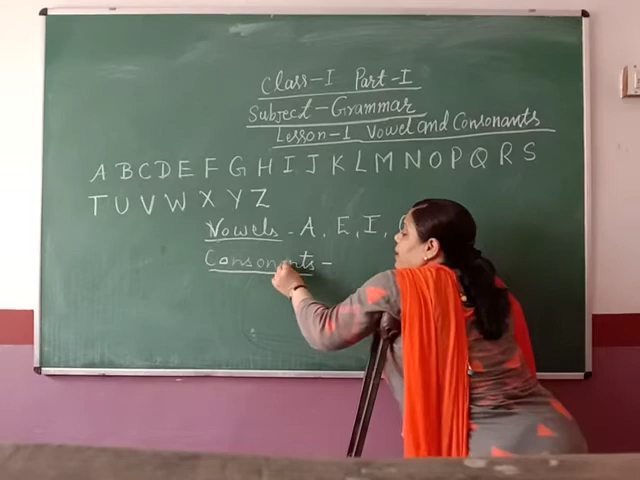 Class-I Part-I
Subject-Grammar
Lesson-1 Vowel and Consonants
A B C D E F G H I J K L M N O P Q R S
T U V W X Y Z
Vowels - A, E, I,
Consonants -